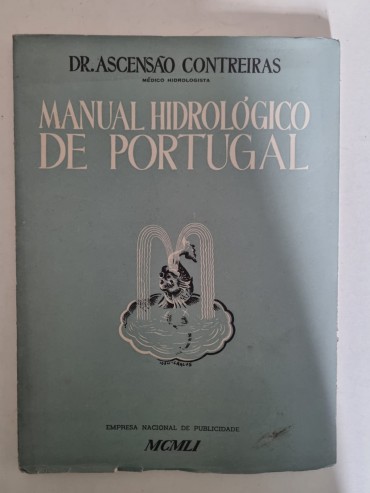 DR. ASCENSÃO CONTREIRAS
MÉDICO HIDROLOGISTA
MANUAL HIDROLÓGICO
DE PORTUGAL
EMPRESA NACIONAL DE PUBLICIDADE
MCMLI